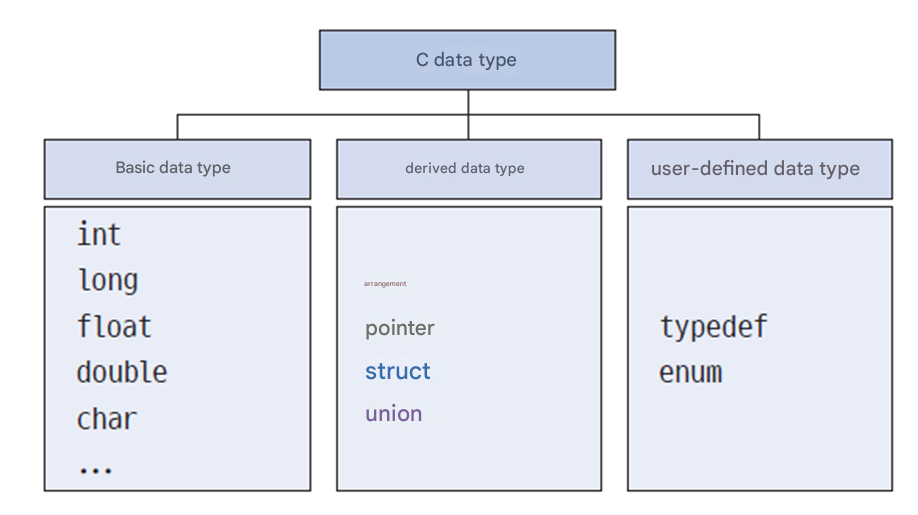 C data type
Basic data type
derived data type
user-defined data type
int
long
float
double
char
...
arrangement
pointer
struct
union
typedef
enum